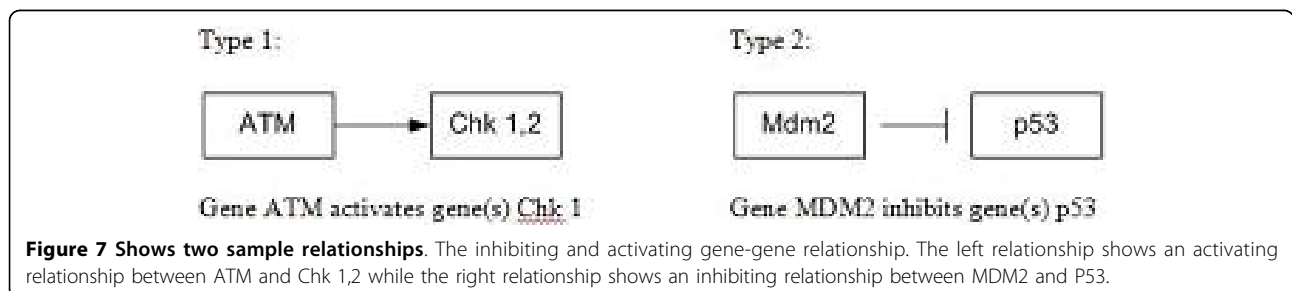 Type 1:
Type 2:
ATM
Chk 1,2
Mdm2
p53
Gene ATM activates gene(s) Chk 1
Gene MDM2 inhibits gene(s) p53
Figure 7 Shows two sample relationships. The inhibiting and activating gene-gene relationship. The left relationship shows an activating
relationship between ATM and Chk 1,2 while the right relationship shows an inhibiting relationship between MDM2 and P53.